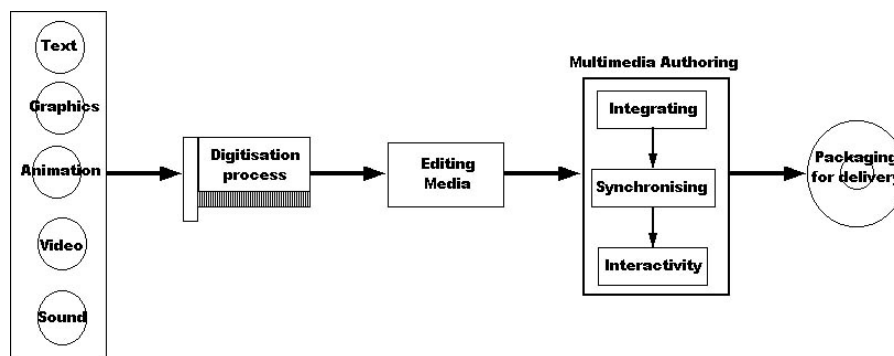 Text
Graphics
Animation
Video
Sound
Digitisation
process
Editing
Media
Multimedia Authoring
Integrating
Synchronising
Interactivity
Packaging
for delivery